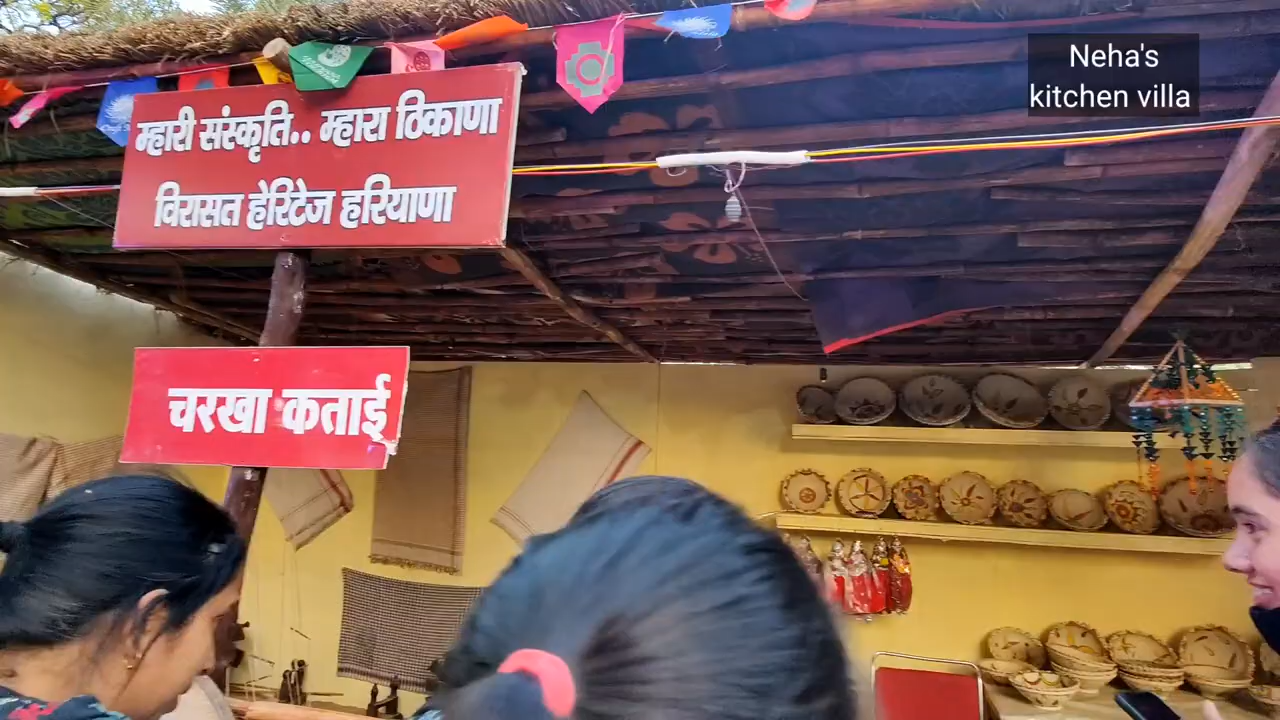 Neha's
kitchen villa
म्हारी संस्कृति.. म्हारा ठिकाणा
विरासत हेरिटेज हरियाणा
चरखा कताई